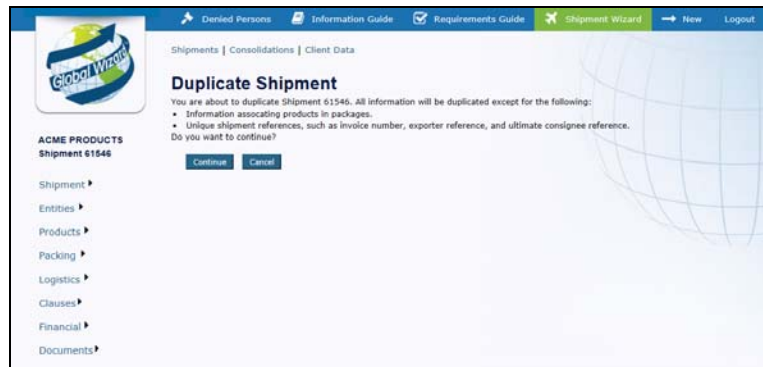 Denied Persons Information Guide Requirements Guide Shipment Wizard New Logout
Global Wizard
Shipments | Consolidations | Client Data
Duplicate Shipment
You are about to duplicate Shipment 61546. All information will be duplicated except for the following:
• Information assocating products in packages.
• Unique shipment references, such as invoice number, exporter reference, and ultimate consignee reference.
Do you want to continue?
Continue Cancel
ACME PRODUCTS
Shipment 61546
Shipment
Entities
Products
Packing
Logistics
Clauses
Financial
Documents